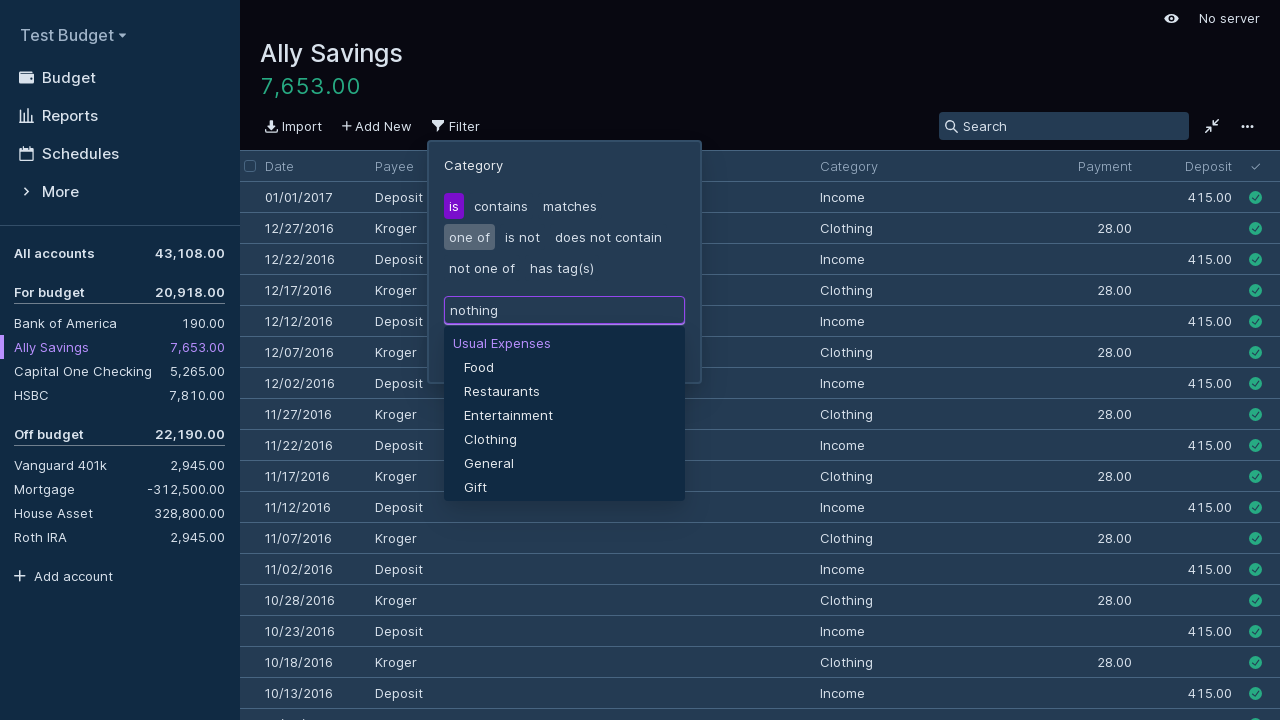 Test Budget
Budget
Reports
Schedules
More
All accounts 43,108.00
For budget 20,918.00
Bank of America 190.00
Ally Savings 7,653.00
Capital One Checking 5,265.00
HSBC 7,810.00
Off budget 22,190.00
Vanguard 401k 2,945.00
Mortgage -312,500.00
House Asset 328,800.00
Roth IRA 2,945.00
Add account
No server
Ally Savings
7,653.00
Import Add New Filter Search
Date Payee Category Payment Deposit
01/01/2017 Deposit Income 415.00
12/27/2016 Kroger Clothing 28.00
12/22/2016 Deposit Income 415.00
12/17/2016 Kroger Clothing 28.00
12/12/2016 Deposit Income 415.00
12/07/2016 Kroger Clothing 28.00
12/02/2016 Deposit Income 415.00
11/27/2016 Kroger Clothing 28.00
11/22/2016 Deposit Income 415.00
11/17/2016 Kroger Clothing 28.00
11/12/2016 Deposit Income 415.00
11/07/2016 Kroger Clothing 28.00
11/02/2016 Deposit Income 415.00
10/28/2016 Kroger Clothing 28.00
10/23/2016 Deposit Income 415.00
10/18/2016 Kroger Clothing 28.00
10/13/2016 Deposit Income 415.00
Category
is contains matches
one of is not does not contain
not one of has tag(s)
nothing
Usual Expenses
Food
Restaurants
Entertainment
Clothing
General
Gift